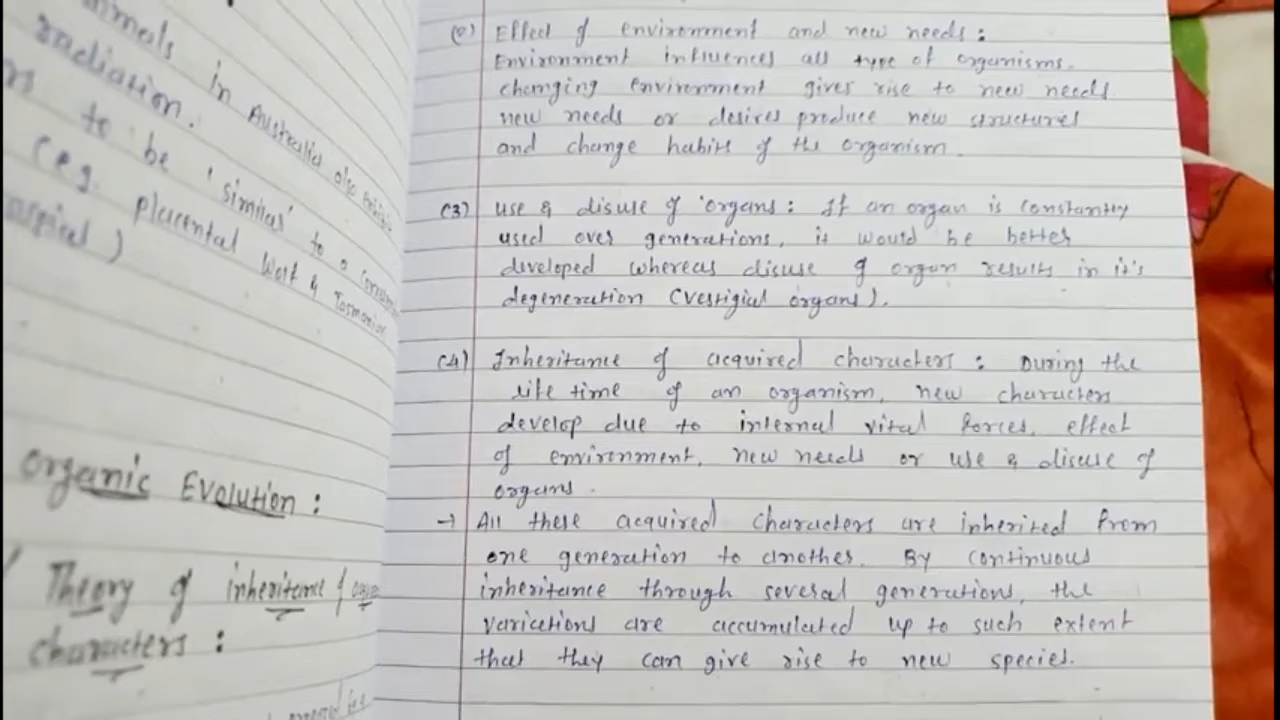 mals in Australia also exhibit
radiation.
to be 'similar' to a
(eg. placental Wolf & Tasmanian
)
Organic Evolution :
Theory of inheritance of
characters :
(2) Effect of environment and new needs :
Environment influences all type of organisms.
changing environment gives rise to new needs
new needs or desires produce new structures
and change habits of the organism.
(3) use & disuse of organs : If an organ is constantly
used over generations, it would be better
developed whereas disuse of organ results in it's
degeneration (vestigial organs).
(4) Inheritance of acquired characters : During the
life time of an organism, new characters
develop due to internal vital forces, effect
of environment, new needs or use & disuse of
organs.
→ All these acquired characters are inherited from
one generation to another. By continuous
inheritance through several generations, the
variations are accumulated up to such extent
that they can give rise to new species.